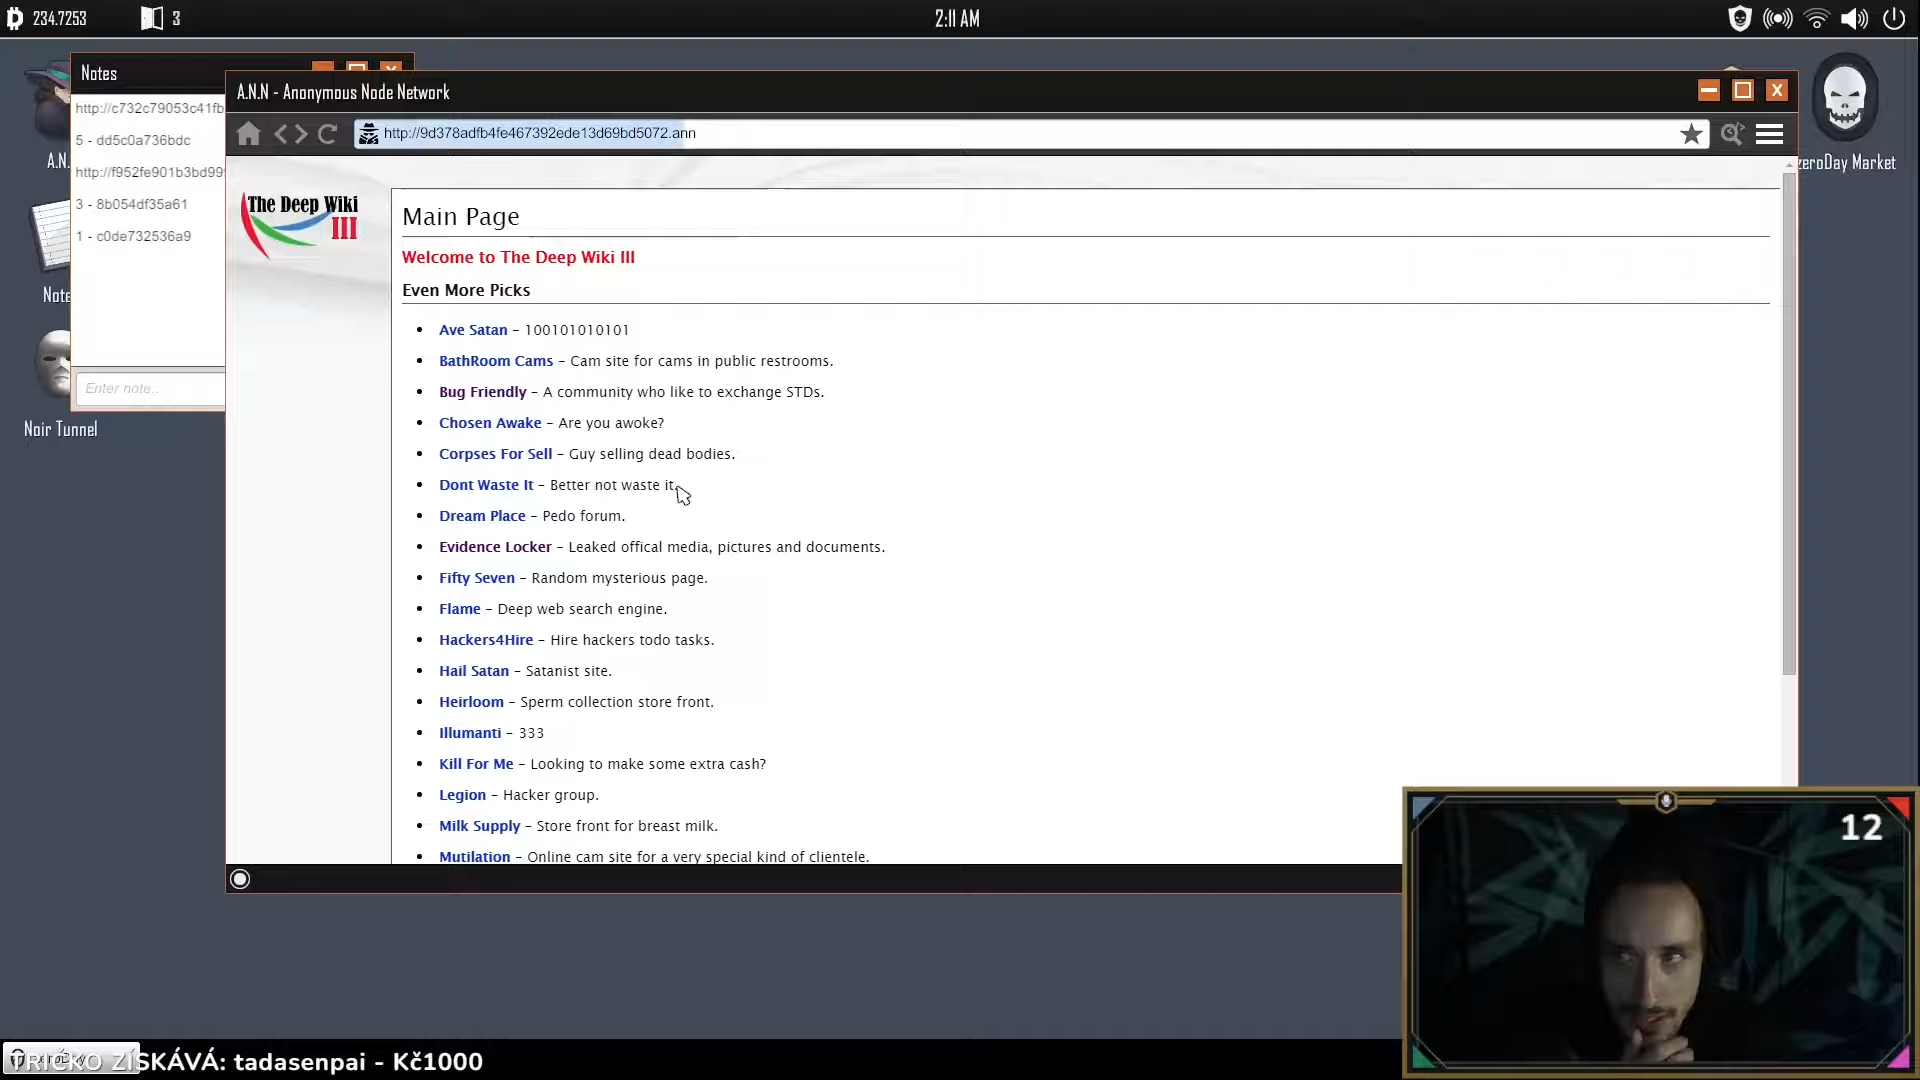 234.7253
3
2:11 AM
Notes
http://c732c79053c41fb
5 - dd5c0a736bdc
http://f952fe901b3bd99
3 - 8b054df35a61
1 - c0de732536a9
Enter note..
A.N.
Note
Noir Tunnel
zeroDay Market
A.N.N - Anonymous Node Network
http://9d378adfb4fe467392ede13d69bd5072.ann
The Deep Wiki
III
Main Page
Welcome to The Deep Wiki III
Even More Picks
Ave Satan - 100101010101
BathRoom Cams - Cam site for cams in public restrooms.
Bug Friendly - A community who like to exchange STDs.
Chosen Awake - Are you awoke?
Corpses For Sell - Guy selling dead bodies.
Dont Waste It - Better not waste it.
Dream Place - Pedo forum.
Evidence Locker - Leaked offical media, pictures and documents.
Fifty Seven - Random mysterious page.
Flame - Deep web search engine.
Hackers4Hire - Hire hackers todo tasks.
Hail Satan - Satanist site.
Heirloom - Sperm collection store front.
Illumanti - 333
Kill For Me - Looking to make some extra cash?
Legion - Hacker group.
Milk Supply - Store front for breast milk.
Mutilation - Online cam site for a very special kind of clientele.
12
TRIČKO ZÍSKÁVÁ: tadasenpai - Kč1000